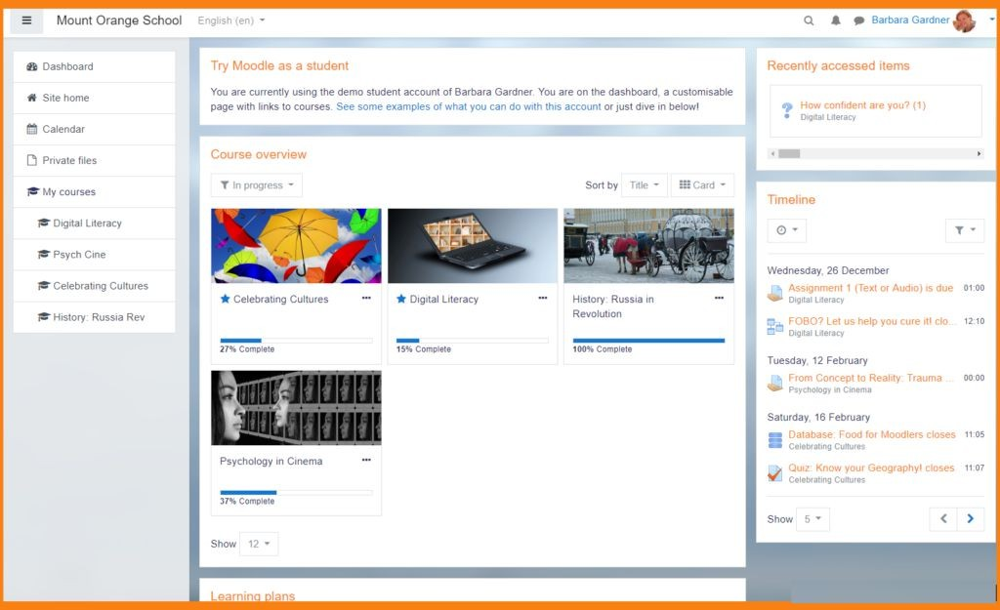 Mount Orange School
English (en)
Barbara Gardner
Dashboard
Site home
Calendar
Private files
My courses
Digital Literacy
Psych Cine
Celebrating Cultures
History: Russia Rev
Try Moodle as a student
You are currently using the demo student account of Barbara Gardner. You are on the dashboard, a customisable
page with links to courses. See some examples of what you can do with this account or just dive in below!
Course overview
In progress
Sort by
Title
Card
Celebrating Cultures
27% Complete
Digital Literacy
15% Complete
History: Russia in
Revolution
100% Complete
Psychology in Cinema
37% Complete
Show 12
Learning plans
Recently accessed items
How confident are you? (1)
Digital Literacy
Timeline
Wednesday, 26 December
Assignment 1 (Text or Audio) is due 01:00
Digital Literacy
FOBO? Let us help you cure it! clo... 12:10
Digital Literacy
Tuesday, 12 February
From Concept to Reality: Trauma ... 00:00
Psychology in Cinema
Saturday, 16 February
Database: Food for Moodlers closes 11:05
Celebrating Cultures
Quiz: Know your Geography! closes 11:07
Celebrating Cultures
Show 5